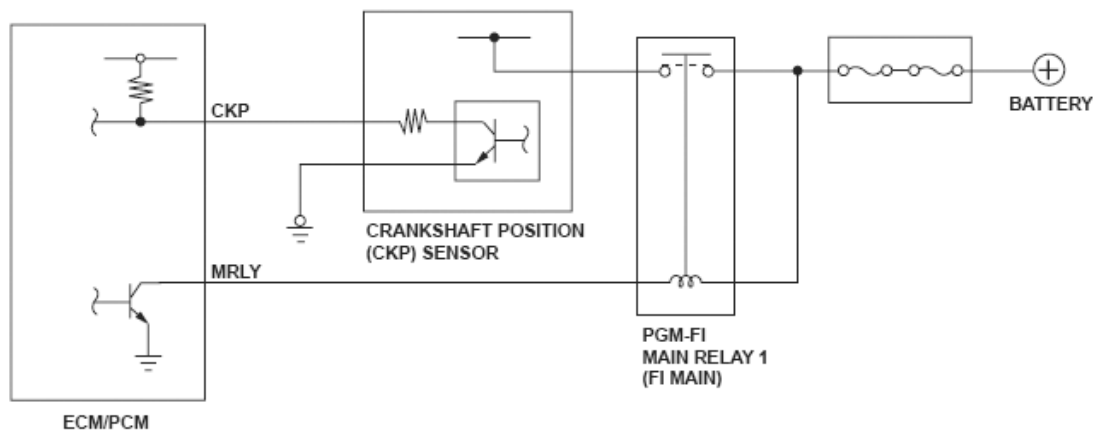 CKP
BATTERY
CRANKSHAFT POSITION
(CKP) SENSOR
MRLY
PGM-FI
MAIN RELAY 1
(FI MAIN)
ECM/PCM